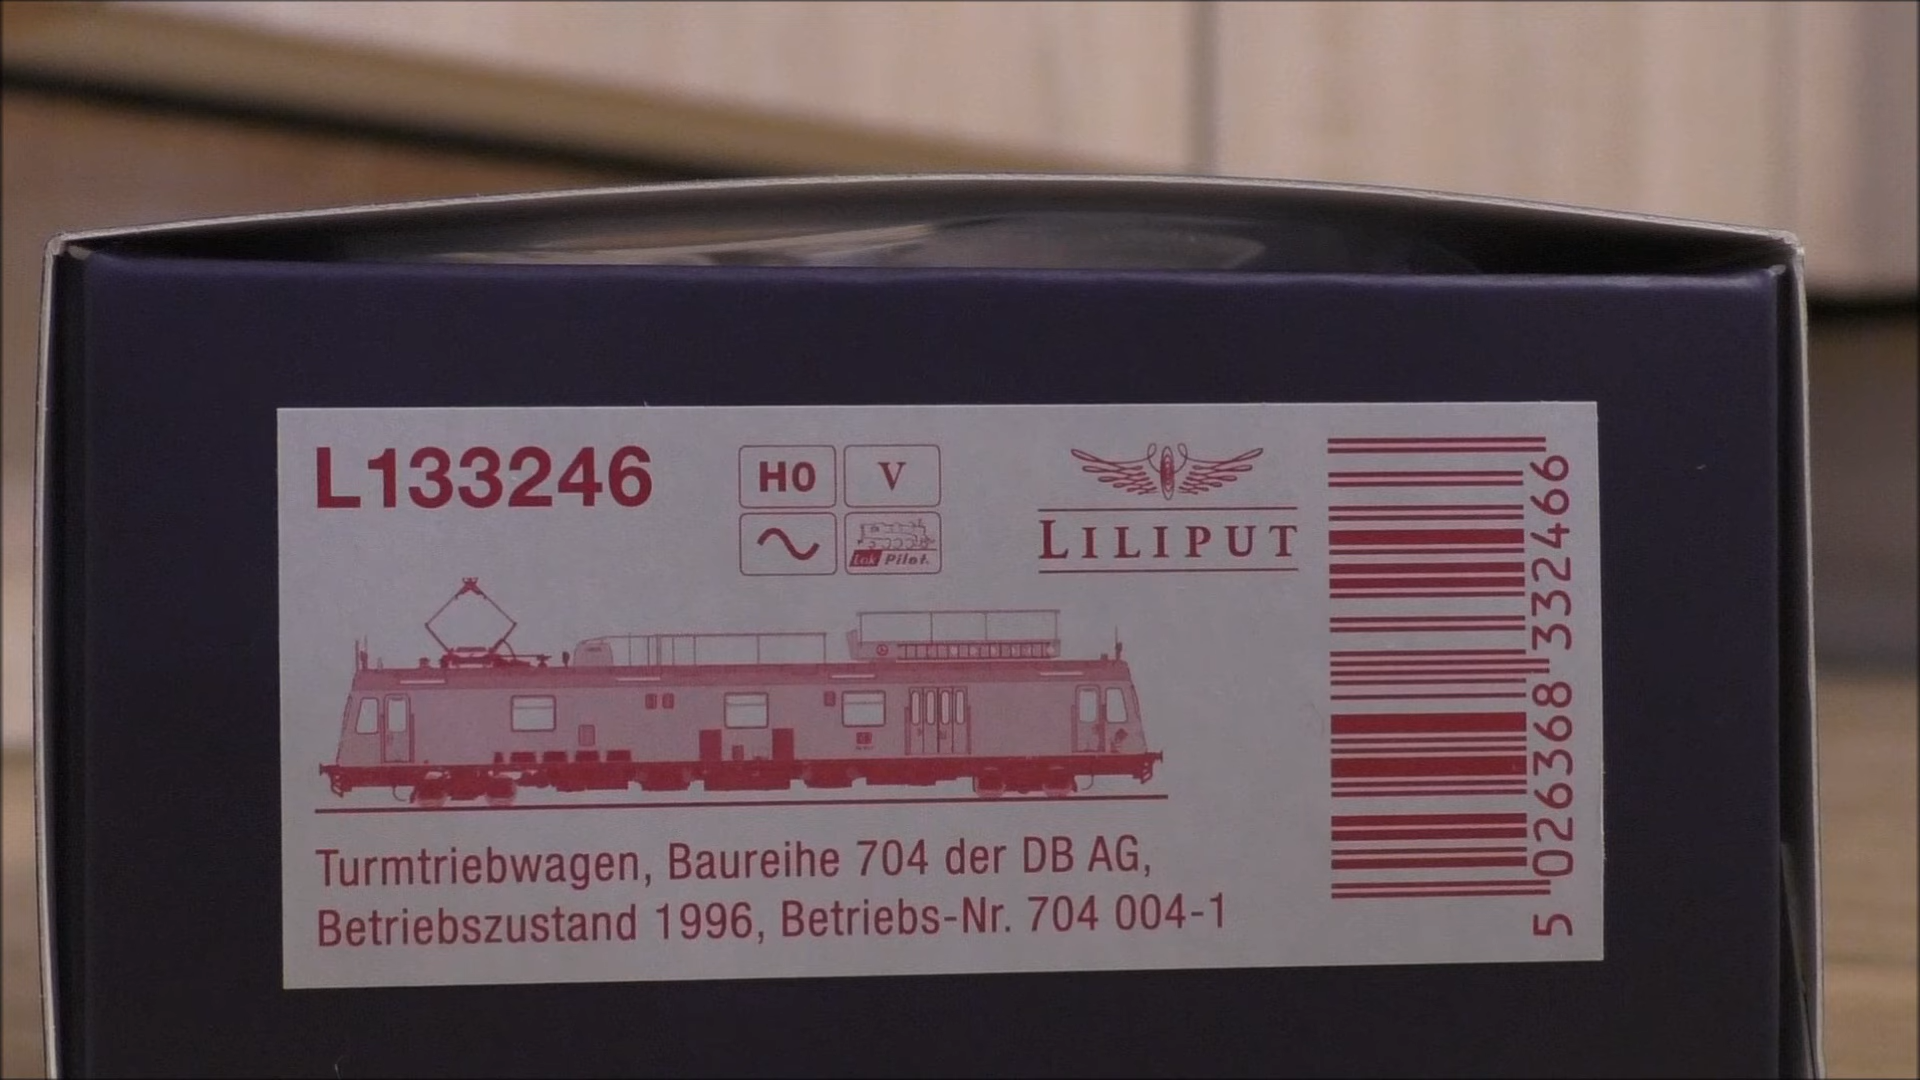 L133246
H0
V
Lok Pilot.
LILIPUT
Turmtriebwagen, Baureihe 704 der DB AG,
Betriebszustand 1996, Betriebs-Nr. 704 004-1
5 026368 332466